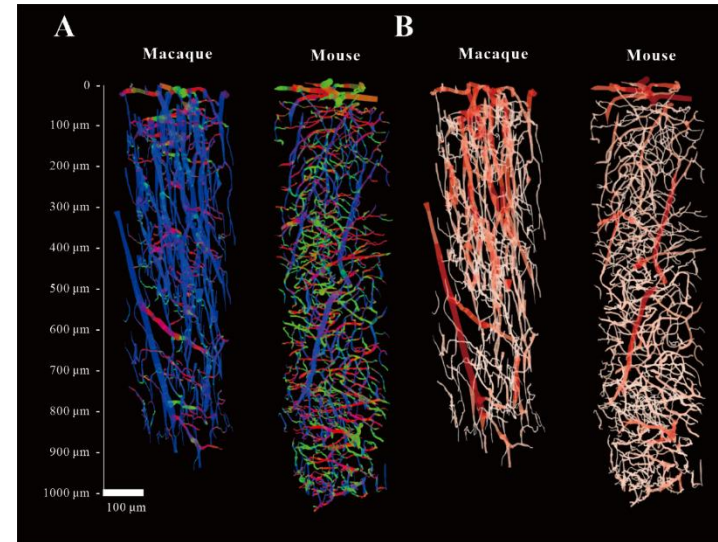 A
B
Macaque
Mouse
Macaque
Mouse
0
100 µm
200 µm
300 µm
400 µm
500 µm
600 µm
700 µm
800 µm
900 µm
1000 µm
100 µm